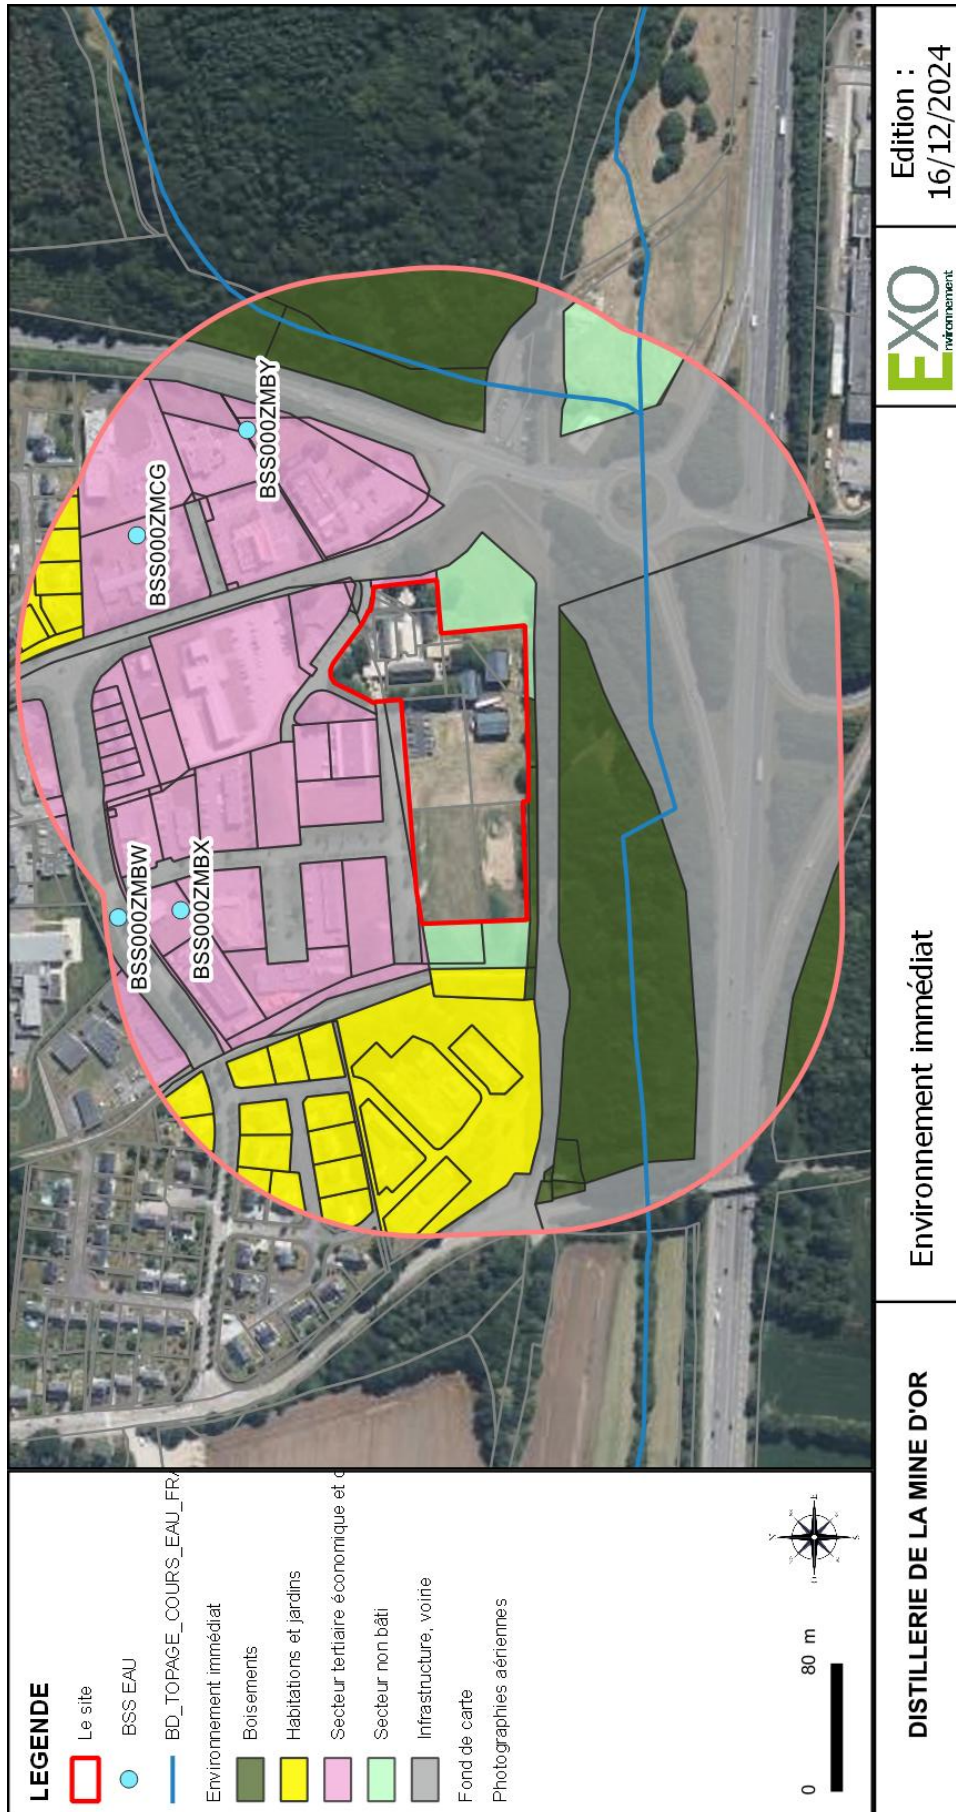 LEGENDE
Le site
BSS EAU
BD_TOPAGE_COURS_EAU_FRA
Environnement immédiat
Boisements
Habitations et jardins
Secteur tertiaire économique et c
Secteur non bâti
Infrastructure, voirie
Fond de carte
Photographies aériennes
0 80 m
N
E
S
BSS000ZMBW
BSS000ZMBX
BSS000ZMCG
BSS000ZMBY
DISTILLERIE DE LA MINE D'OR
Environnement immédiat
EXO
nvironnement
Edition :
16/12/2024